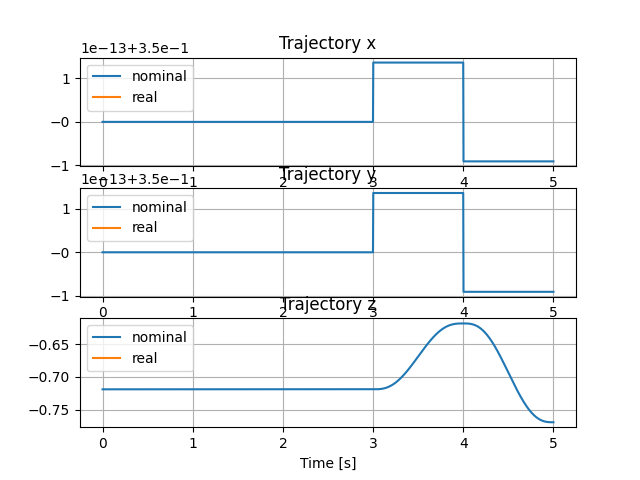 Trajectory x
1e−13+3.5e−1
nominal
real
1
−0
−1
0 1 2 3 4 5
Trajectory y
1e−13+3.5e−1
nominal
real
1
−0
−1
0 1 2 3 4 5
Trajectory z
nominal
real
−0.65
−0.70
−0.75
0 1 2 3 4 5
Time [s]